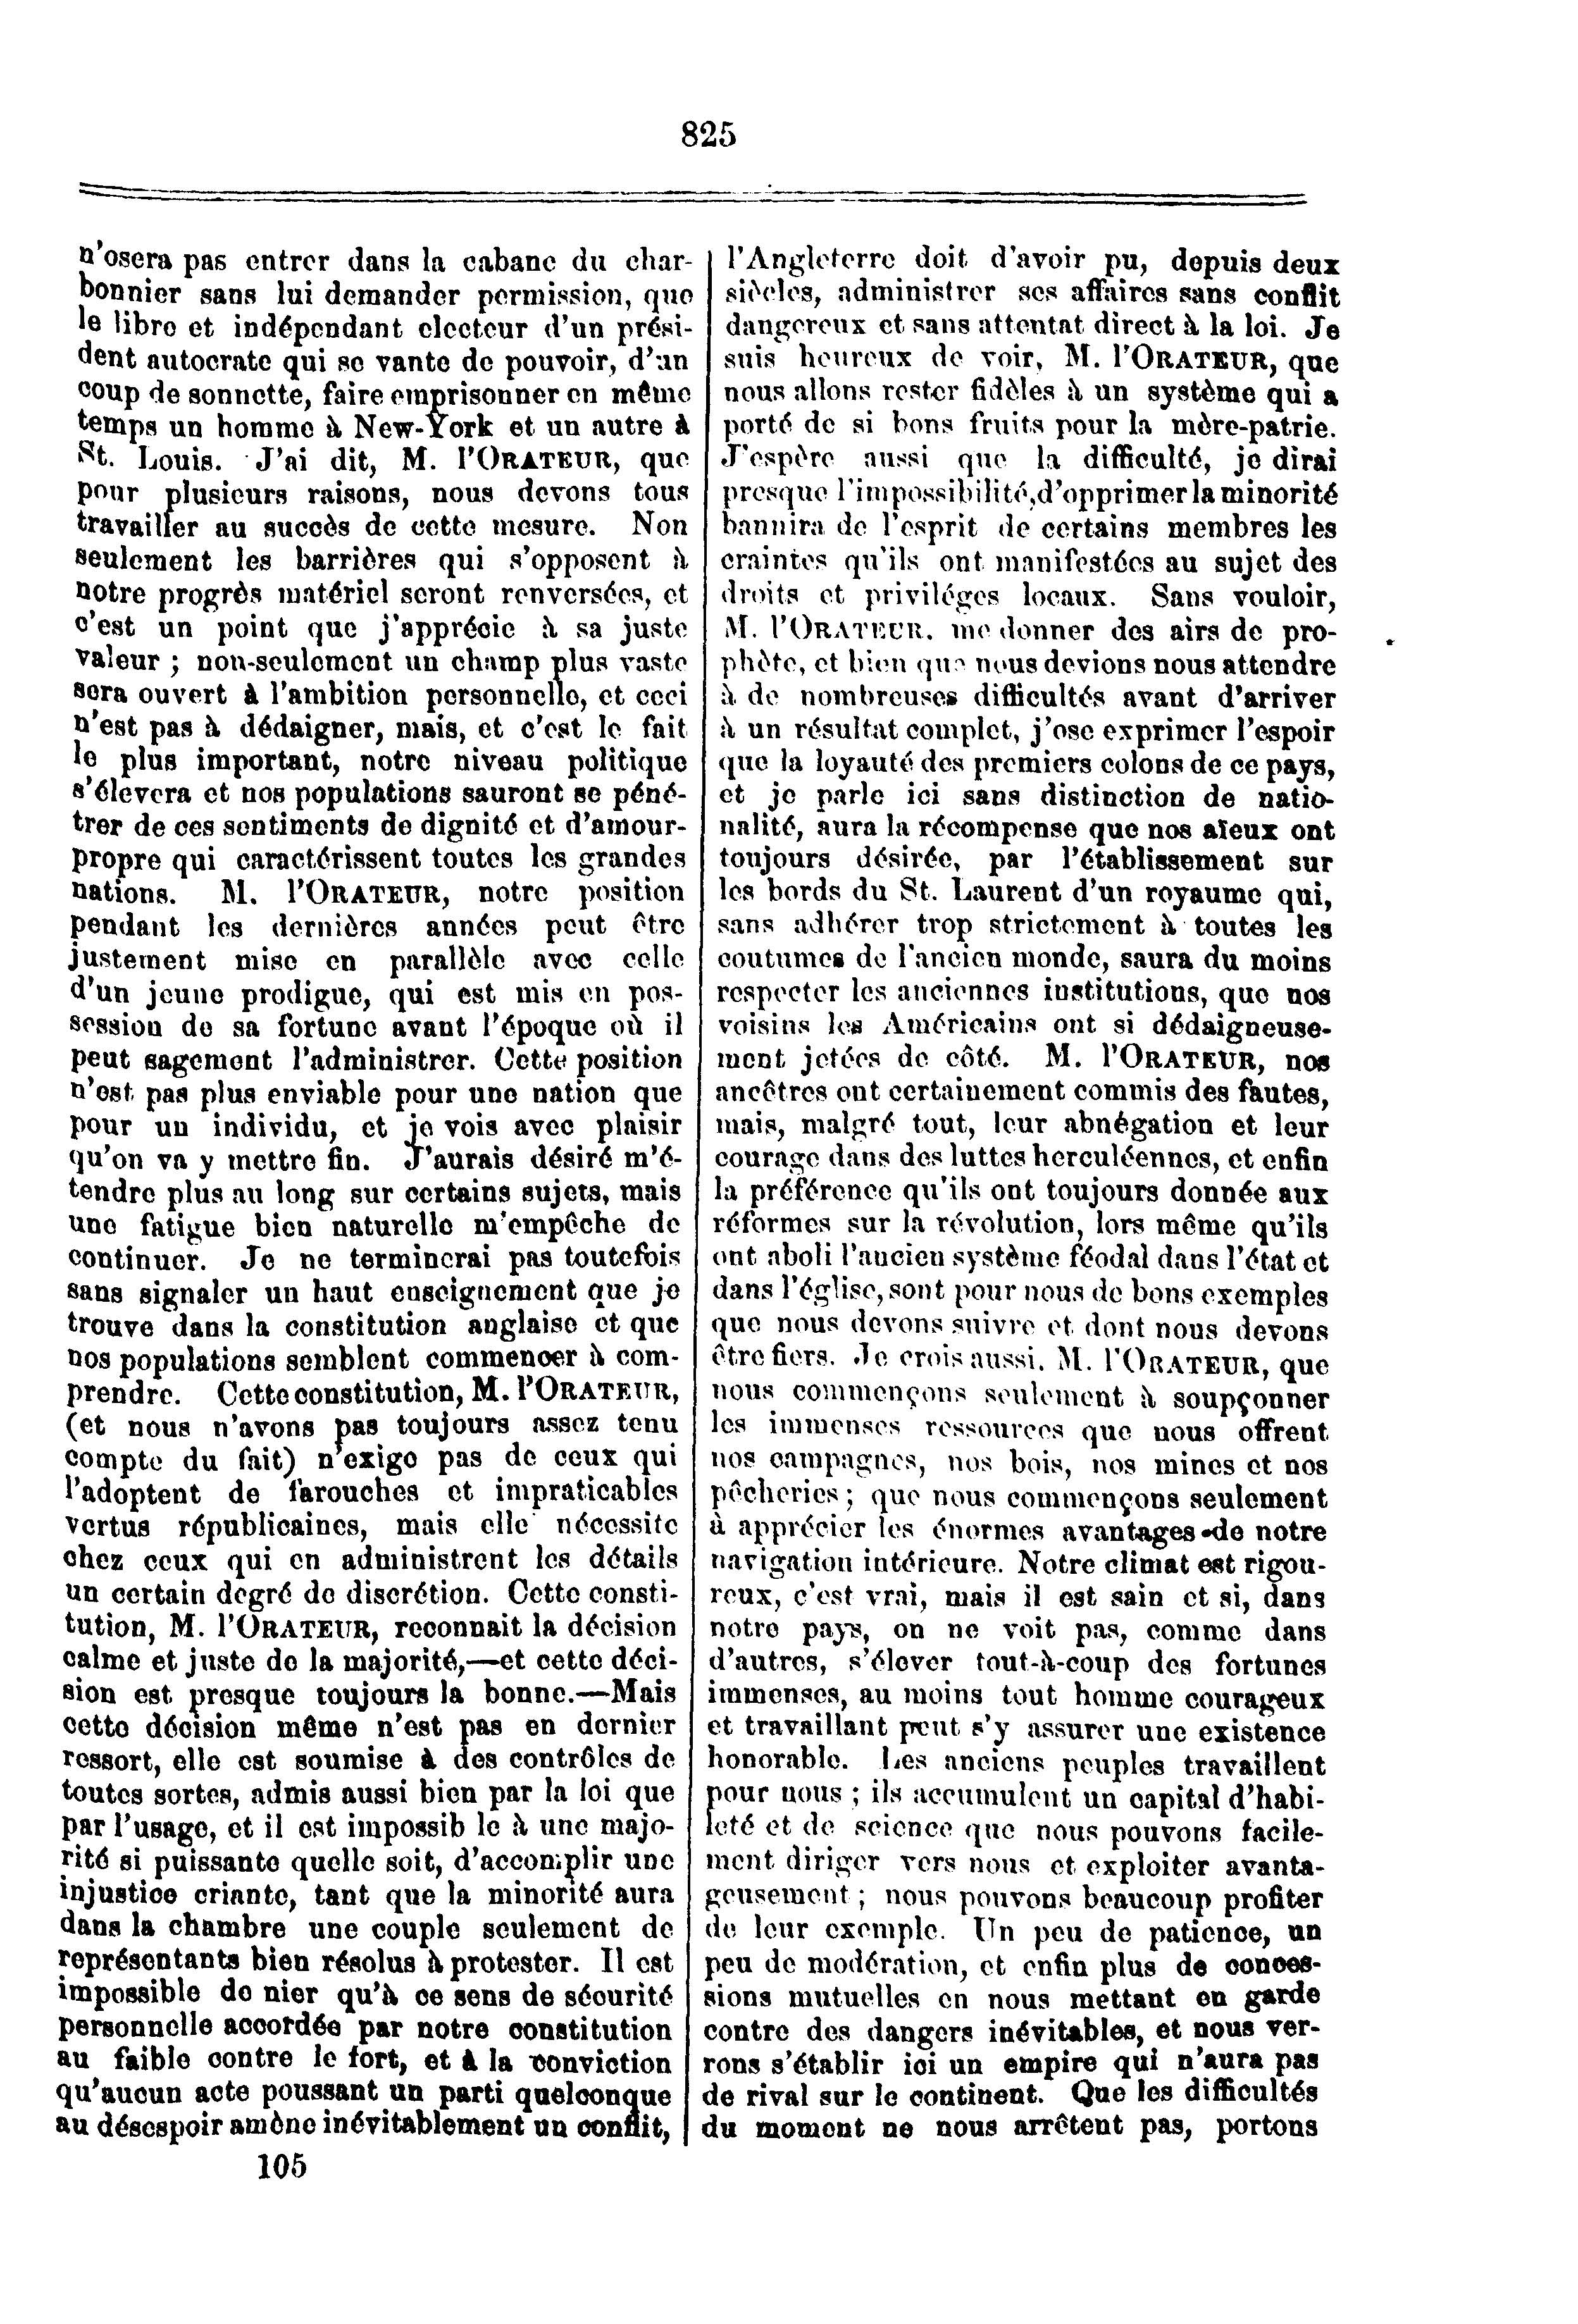 825
n'osera pas entrer dans la cabane du char-
bonnier sans lui demander permission, que
le libre et indépendant electeur d'un prési-
dent autocrate qui se vante de pouvoir, d'un
coup de sonnette, faire emprisonner en même
temps un homme à New-York et un autre à
St. Louis. J'ai dit, M. l'ORATEUR, que
pour plusieurs raisons, nous devons tous
travailler au succès de cette mesure. Non
seulement les barrières qui s'opposent à
notre progrès matériel seront renversées, et
c'est un point que j'apprécie à sa juste
valeur ; non-seulement un champ plus vaste
sera ouvert à l'ambition personnelle, et ceci
n'est pas à dédaigner, mais, et c'est le fait
le plus important, notre niveau politique
s'élevera et nos populations sauront se péné-
trer de ces sentiments de dignité et d'amour-
propre qui caractérissent toutes les grandes
nations. M. l'ORATEUR, notre position
pendant les dernières années peut être
justement mise en parallèle avec celle
d'un jeune prodigue, qui est mis en pos-
session de sa fortune avant l'époque où il
peut sagement l'administrer. Cette position
n'est pas plus enviable pour une nation que
pour un individu, et je vois avec plaisir
qu'on va y mettre fin. J'aurais désiré m'é-
tendre plus au long sur certains sujets, mais
une fatigue bien naturelle m'empêche de
continuer. Je ne terminerai pas toutefois
sans signaler un haut enseignement que je
trouve dans la constitution anglaise et que
nos populations semblent commencer à com-
prendre. Cette constitution, M. l'ORATEUR,
(et nous n'avons pas toujours assez tenu
compte du fait) n'exige pas de ceux qui
l'adoptent de farouches et impraticables
vertus républicaines, mais elle nécessite
chez ceux qui en administrent les détails
un certain degré de discrétion. Cette consti-
tution, M. l'ORATEUR, reconnait la décision
calme et juste de la majorité,—et cette déci-
sion est presque toujours la bonne.—Mais
cette décision même n'est pas en dernier
ressort, elle est soumise à des contrôles de
toutes sortes, admis aussi bien par la loi que
par l'usage, et il est impossib le à une majo-
rité si puissante quelle soit, d'accomplir une
injustice criante, tant que la minorité aura
dans la chambre une couple seulement de
représentants bien résolus à protester. Il est
impossible de nier qu'à ce sens de sécurité
personnelle accordée par notre constitution
au faible contre le fort, et à la conviction
qu'aucun acte poussant un parti quelconque
au désespoir amène inévitablement un conflit,
105
l'Angleterre doit d'avoir pu, depuis deux
siècles, administrer ses affaires sans conflit
dangereux et sans attentat direct à la loi. Je
suis heureux de voir, M. l'ORATEUR, que
nous allons rester fidèles à un système qui a
porté de si bons fruits pour la mère-patrie.
J'espère aussi que la difficulté, je dirai
presque l'impossibilité, d'opprimer la minorité
bannira de l'esprit de certains membres les
craintes qu'ils ont manifestées au sujet des
droits et priviléges locaux. Sans vouloir,
M. l'ORATEUR. me donner des airs de pro-
phète, et bien que nous devions nous attendre
à de nombreuses difficultés avant d'arriver
à un résultat complet, j'ose exprimer l'espoir
que la loyauté des premiers colons de ce pays,
et je parle ici sans distinction de natio-
nalité, aura la récompense que nos aïeux ont
toujours désirée, par l'établissement sur
les bords du St. Laurent d'un royaume qui,
sans adhérer trop strictement à toutes les
coutumes de l'ancien monde, saura du moins
respecter les anciennes institutions, que nos
voisins les Américains ont si dédaigneuse-
ment jetées de côté. M. l'ORATEUR, nos
ancêtres ont certainement commis des fautes,
mais, malgré tout, leur abnégation et leur
courage dans des luttes herculéennes, et enfin
la préférence qu'ils ont toujours donnée aux
réformes sur la révolution, lors même qu'ils
ont aboli l'ancien système féodal dans l'état et
dans l'église, sont pour nous de bons exemples
que nous devons suivre et dont nous devons
être fiers. Je crois aussi. M. l'ORATEUR, que
nous commençons seulement à soupçonner
les immenses ressources que nous offrent
nos campagnes, nos bois, nos mines et nos
pêcheries ; que nous commençons seulement
à apprécier les énormes avantages de notre
navigation intérieure. Notre climat est rigou-
reux, c'est vrai, mais il est sain et si, dans
notre pays, on ne voit pas, comme dans
d'autres, s'élever tout-à-coup des fortunes
immenses, au moins tout homme courageux
et travaillant peut s'y assurer une existence
honorable. Les anciens peuples travaillent
pour nous ; ils accumulent un capital d'habi-
leté et de science que nous pouvons facile-
ment diriger vers nous et exploiter avanta-
geusement ; nous pouvons beaucoup profiter
de leur exemple. Un peu de patience, un
peu de modération, et enfin plus de conces-
sions mutuelles en nous mettant en garde
contre des dangers inévitables, et nous ver-
rons s'établir ici un empire qui n'aura pas
de rival sur le continent. Que les difficultés
du moment ne nous arrêtent pas, portons